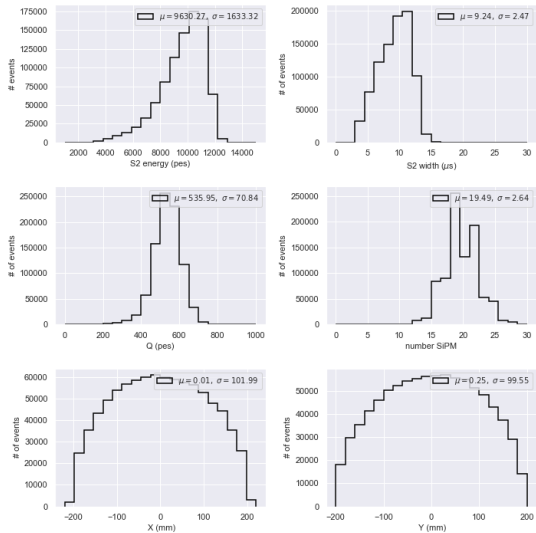 175000
150000
125000
100000
75000
50000
25000
0
# of events
μ = 9630.27, σ = 1633.32
2000 4000 6000 8000 10000 12000 14000
S2 energy (pes)
200000
150000
100000
50000
0
# of events
μ = 9.24, σ = 2.47
0 5 10 15 20 25 30
S2 width (μs)
250000
200000
150000
100000
50000
0
# of events
μ = 535.95, σ = 70.84
0 200 400 600 800 1000
Q (pes)
250000
200000
150000
100000
50000
0
# of events
μ = 19.49, σ = 2.64
0 5 10 15 20 25 30
number SiPM
60000
50000
40000
30000
20000
10000
0
# of events
μ = 0.01, σ = 101.99
−200 −100 0 100 200
X (mm)
50000
40000
30000
20000
10000
0
# of events
μ = 0.25, σ = 99.55
−200 −100 0 100 200
Y (mm)